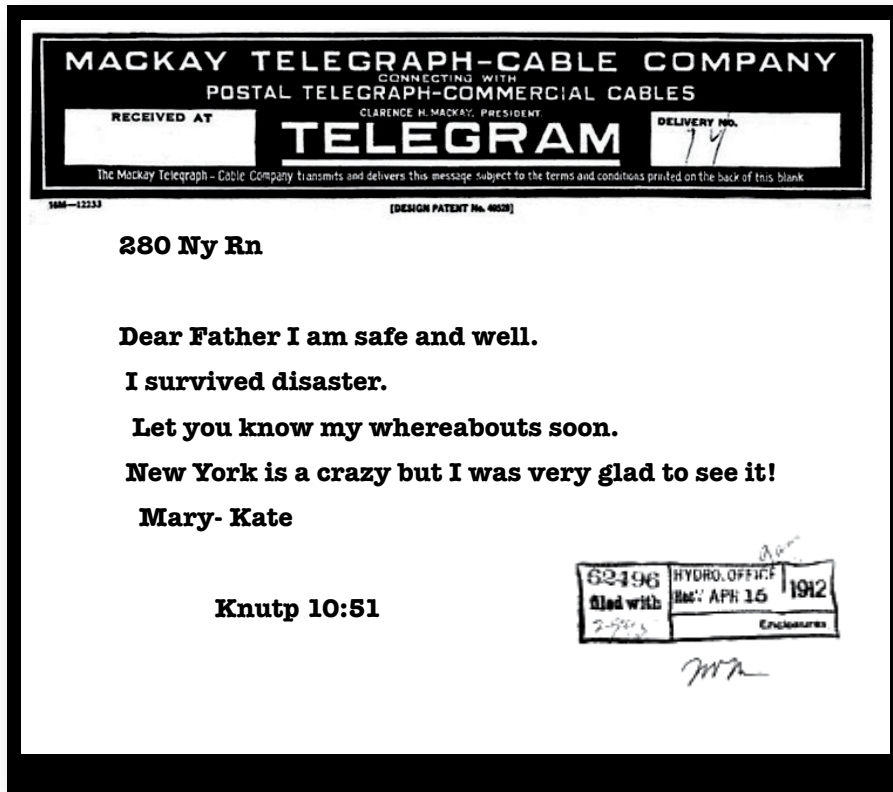 MACKAY TELEGRAPH-CABLE COMPANY
CONNECTING WITH
POSTAL TELEGRAPH-COMMERCIAL CABLES
CLARENCE H. MACKAY, PRESIDENT.
RECEIVED AT
TELEGRAM
DELIVERY NO.
The Mackay Telegraph-Cable Company transmits and delivers this message subject to the terms and conditions printed on the back of this blank
[DESIGN PATENT No. 40529]
280 Ny Rn
Dear Father I am safe and well.
I survived disaster.
Let you know my whereabouts soon.
New York is a crazy but I was very glad to see it!
Mary- Kate
Knutp 10:51
62496
filed with
HYDRO. OFFICE
Rec'd APR 15
1912
Enclosures